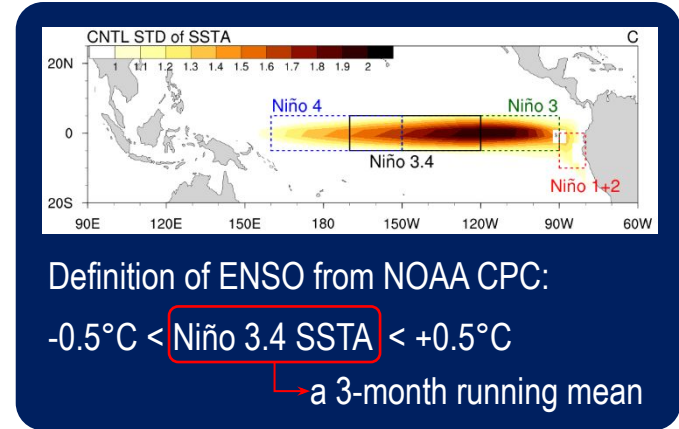 CNTL STD of SSTA C
1 1.1 1.2 1.3 1.4 1.5 1.6 1.7 1.8 1.9 2
20N
Niño 4 Niño 3
0
Niño 3.4
Niño 1+2
20S
90E 120E 150E 180 150W 120W 90W 60W
Definition of ENSO from NOAA CPC:
-0.5°C < Niño 3.4 SSTA < +0.5°C
a 3-month running mean